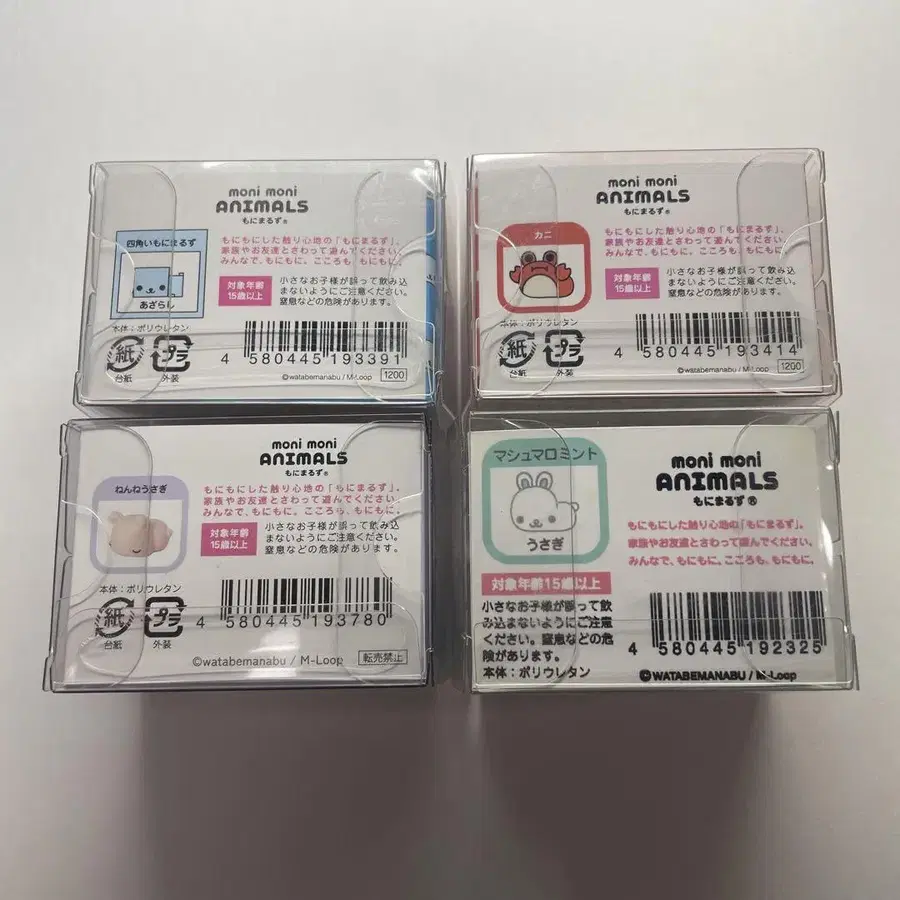 moni moni
ANIMALS
もにまるず®
四角いもにまるず
あざらし
もにもにした触り心地の「もにまるず」。
家族やお友達とさわって遊んでください。
みんなで、もにもに。こころも、もにもに。
対象年齢
15歳以上
小さなお子様が誤って飲み込
まないようにご注意ください。
窒息などの危険があります。
本体：ポリウレタン
紙
台紙
プラ
外装
4 580445 193391
©watabemanabu / M-Loop
1200
moni moni
ANIMALS
もにまるず®
カニ
もにもにした触り心地の「もにまるず」。
家族やお友達とさわって遊んでください。
みんなで、もにもに。こころも、もにもに。
対象年齢
15歳以上
小さなお子様が誤って飲み込
まないようにご注意ください。
窒息などの危険があります。
本体：ポリウレタン
紙
台紙
プラ
外装
4 580445 193414
©watabemanabu / M-Loop
1200
moni moni
ANIMALS
もにまるず®
ねんねうさぎ
もにもにした触り心地の「もにまるず」。
家族やお友達とさわって遊んでください。
みんなで、もにもに。こころも、もにもに。
対象年齢
15歳以上
小さなお子様が誤って飲み込
まないようにご注意ください。
窒息などの危険があります。
本体：ポリウレタン
紙
台紙
プラ
外装
4 580445 193780
©watabemanabu / M-Loop
転売禁止
マシュマロミント
うさぎ
moni moni
ANIMALS
もにまるず®
もにもにした触り心地の「もにまるず」。
家族やお友達とさわって遊んでください。
みんなで、もにもに。こころも、もにもに。
対象年齢15歳以上
小さなお子様が誤って飲
み込まないようにご注意
ください。窒息などの危
険があります。
本体：ポリウレタン
4 580445 192325
©WATABEMANABU / M-Loop